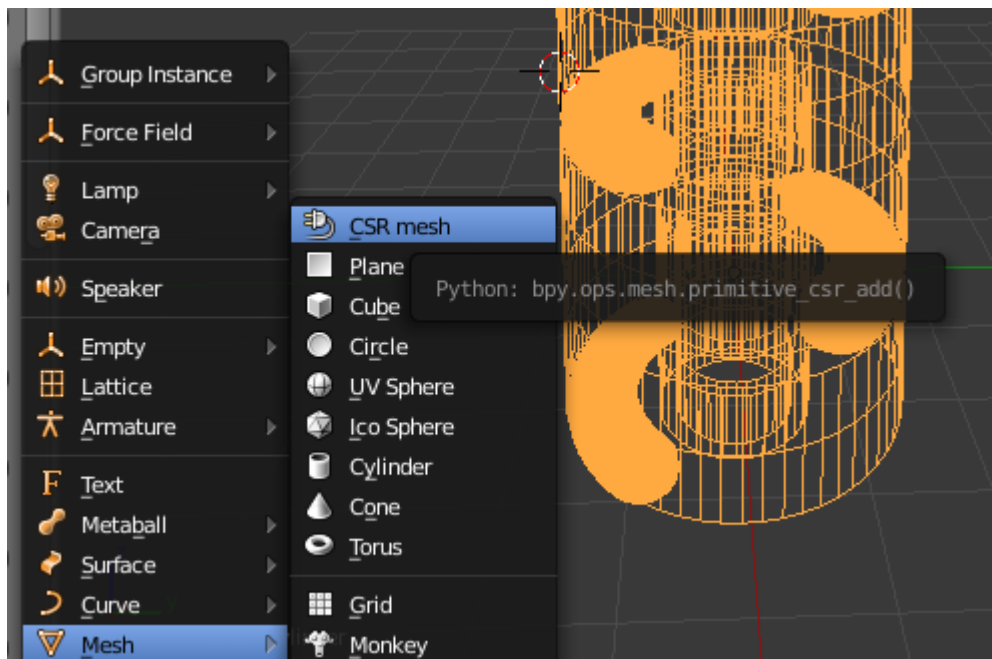 Group Instance
Force Field
Lamp
Camera
Speaker
Empty
Lattice
Armature
Text
Metaball
Surface
Curve
Mesh
CSR mesh
Plane
Cube
Circle
UV Sphere
Ico Sphere
Cylinder
Cone
Torus
Grid
Monkey
Python: bpy.ops.mesh.primitive_csr_add()